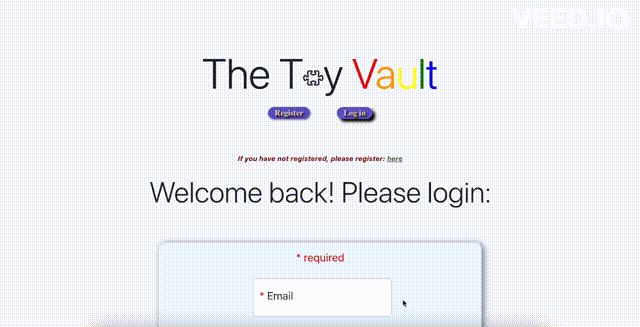 VEED.IO
The Toy Vault
Register Log in
If you have not registered, please register: here
Welcome back! Please login:
* required
* Email